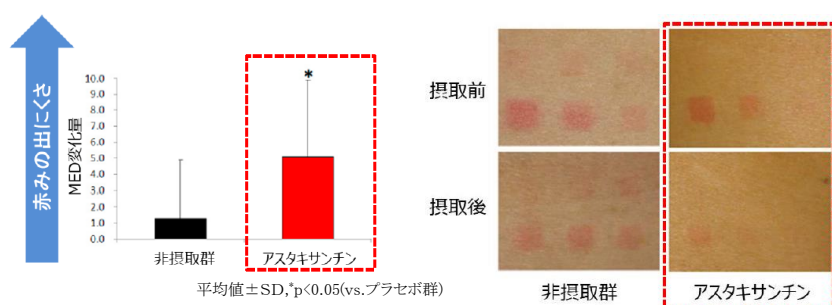 赤みの出にくさ
MED変化量
10.0
9.0
8.0
7.0
6.0
5.0
4.0
3.0
2.0
1.0
0.0
*
非摂取群
アスタキサンチン
平均値±SD,*p<0.05(vs.プラセボ群)
摂取前
摂取後
非摂取群
アスタキサンチン